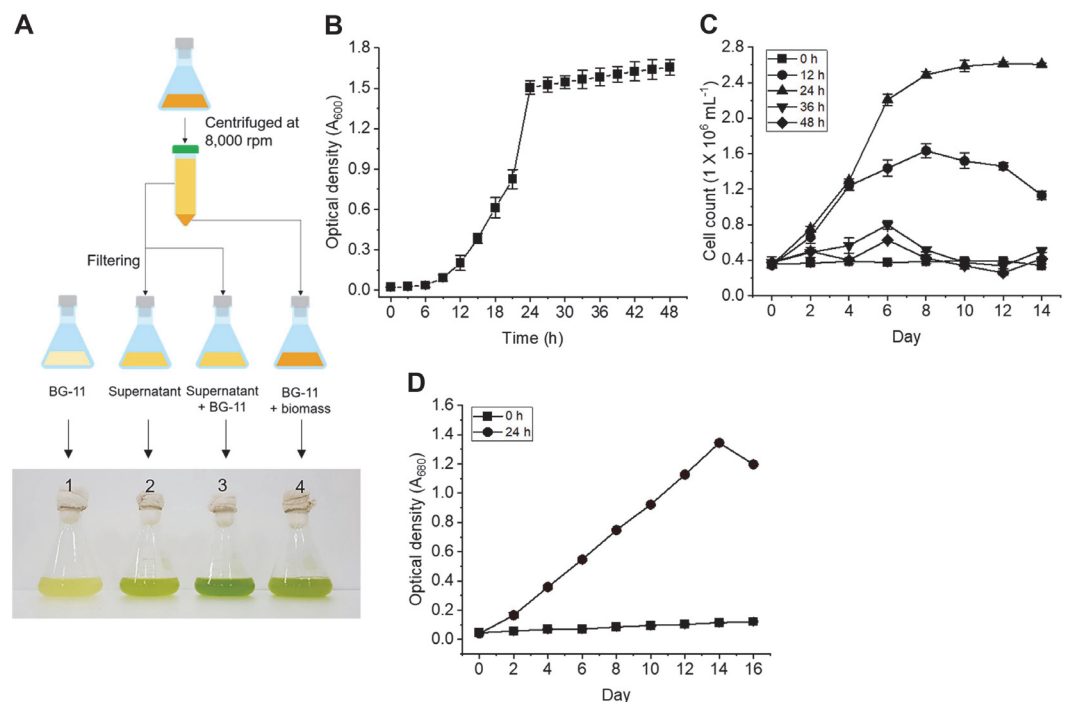 A
Centrifuged at
8,000 rpm
Filtering
BG-11
Supernatant
Supernatant
+ BG-11
BG-11
+ biomass
1
2
3
4
B
Optical density (A600)
1.8
1.5
1.2
0.9
0.6
0.3
0.0
0 6 12 18 24 30 36 42 48
Time (h)
C
Cell count (1 X 10⁶ mL⁻¹)
2.8
2.4
2.0
1.6
1.2
0.8
0.4
0.0
0 h
12 h
24 h
36 h
48 h
0 2 4 6 8 10 12 14
Day
D
Optical density (A680)
1.6
1.4
1.2
1.0
0.8
0.6
0.4
0.2
0.0
0 h
24 h
0 2 4 6 8 10 12 14 16
Day